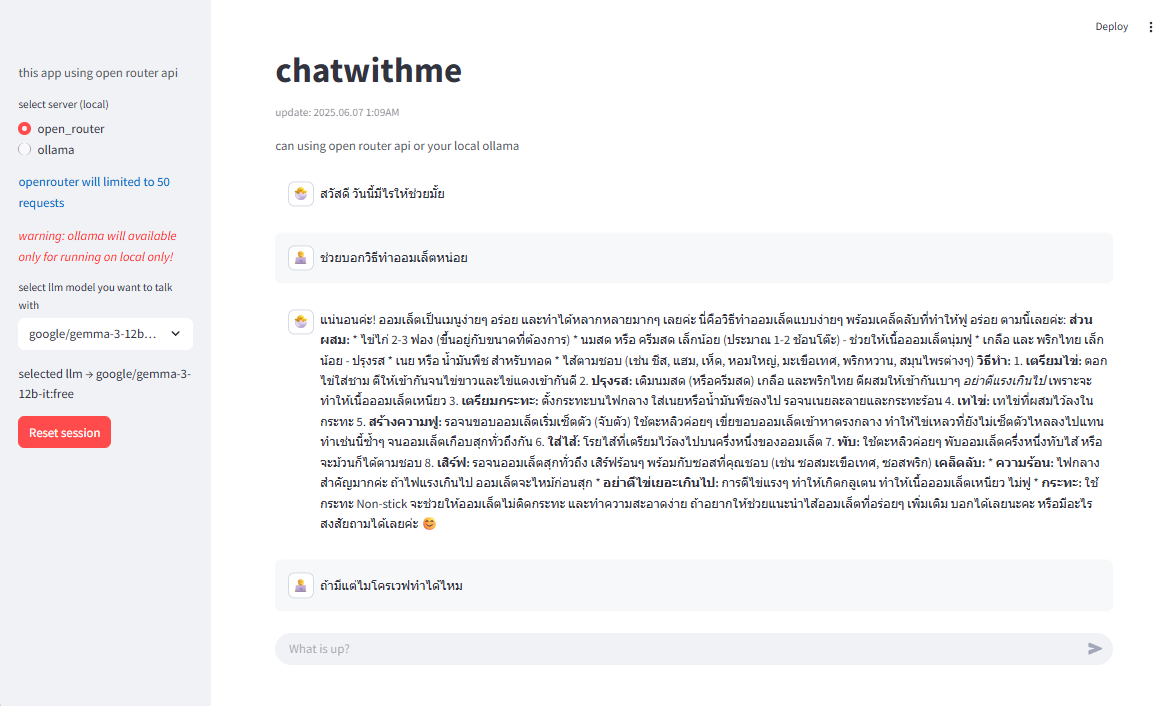 Deploy
this app using open router api
select server (local)
open_router
ollama
openrouter will limited to 50
requests
warning: ollama will available
only for running on local only!
select llm model you want to talk
with
google/gemma-3-12b...
selected llm → google/gemma-3-
12b-it:free
Reset session
chatwithme
update: 2025.06.07 1:09AM
can using open router api or your local ollama
สวัสดี วันนี้มีไรให้ช่วยมั้ย
ช่วยบอกวิธีทำออมเล็ตหน่อย
แน่นอนค่ะ! ออมเล็ตเป็นเมนูง่ายๆ อร่อย และทำได้หลากหลายมากๆ เลยค่ะ นี่คือวิธีทำออมเล็ตแบบง่ายๆ พร้อมเคล็ดลับที่ทำให้ฟู อร่อย ตามนี้เลยค่ะ: ส่วน
ผสม: * ไข่ไก่ 2-3 ฟอง (ขึ้นอยู่กับขนาดที่ต้องการ) * นมสด หรือ ครีมสด เล็กน้อย (ประมาณ 1-2 ช้อนโต๊ะ) - ช่วยให้เนื้อออมเล็ตนุ่มฟู * เกลือ และ พริกไทย เล็ก
น้อย - ปรุงรส * เนย หรือ น้ำมันพืช สำหรับทอด * ไส้ตามชอบ (เช่น ชีส, แฮม, เห็ด, หอมใหญ่, มะเขือเทศ, พริกหวาน, สมุนไพรต่างๆ) วิธีทำ: 1. เตรียมไข่: ตอก
ไข่ใส่ชาม ตีให้เข้ากันจนไข่ขาวและไข่แดงเข้ากันดี 2. ปรุงรส: เติมนมสด (หรือครีมสด) เกลือ และพริกไทย ตีผสมให้เข้ากันเบาๆ อย่าตีแรงเกินไป เพราะจะ
ทำให้เนื้อออมเล็ตเหนียว 3. เตรียมกระทะ: ตั้งกระทะบนไฟกลาง ใส่เนยหรือน้ำมันพืชลงไป รอจนเนยละลายและกระทะร้อน 4. เทไข่: เทไข่ที่ผสมไว้ลงใน
กระทะ 5. สร้างความฟู: รอจนขอบออมเล็ตเริ่มเซ็ตตัว (จับตัว) ใช้ตะหลิวค่อยๆ เขี่ยขอบออมเล็ตเข้าหาตรงกลาง ทำให้ไข่เหลวที่ยังไม่เซ็ตตัวไหลลงไปแทน
ทำเช่นนี้ซ้ำๆ จนออมเล็ตเกือบสุกทั่วถึงกัน 6. ใส่ไส้: โรยไส้ที่เตรียมไว้ลงไปบนครึ่งหนึ่งของออมเล็ต 7. พับ: ใช้ตะหลิวค่อยๆ พับออมเล็ตครึ่งหนึ่งทับไส้ หรือ
จะม้วนก็ได้ตามชอบ 8. เสิร์ฟ: รอจนออมเล็ตสุกทั่วถึง เสิร์ฟร้อนๆ พร้อมกับซอสที่คุณชอบ (เช่น ซอสมะเขือเทศ, ซอสพริก) เคล็ดลับ: * ความร้อน: ไฟกลาง
สำคัญมากค่ะ ถ้าไฟแรงเกินไป ออมเล็ตจะไหม้ก่อนสุก * อย่าตีไข่เยอะเกินไป: การตีไข่แรงๆ ทำให้เกิดกลูเตน ทำให้เนื้อออมเล็ตเหนียว ไม่ฟู * กระทะ: ใช้
กระทะ Non-stick จะช่วยให้ออมเล็ตไม่ติดกระทะ และทำความสะอาดง่าย ถ้าอยากให้ช่วยแนะนำไส้ออมเล็ตที่อร่อยๆ เพิ่มเติม บอกได้เลยนะคะ หรือมีอะไร
สงสัยถามได้เลยค่ะ 😊
ถ้ามีแต่ไมโครเวฟทำได้ไหม
What is up?